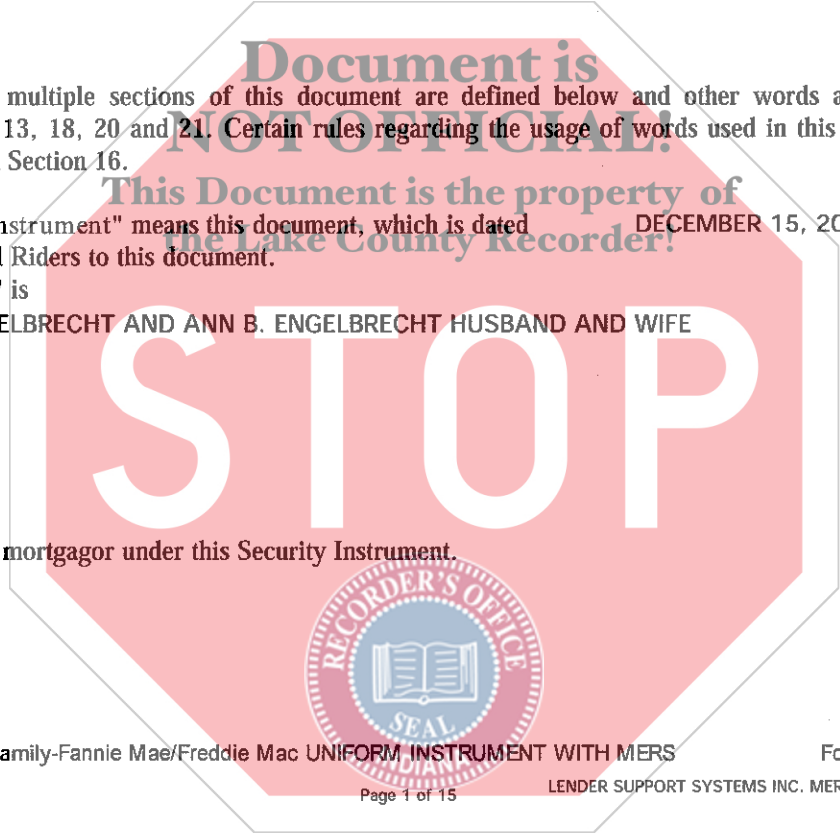 Document is
multiple sections of this document are defined below and other words a
13, 18, 20 and 21. Certain rules regarding the usage of words used in this
NOT OFFICIAL!
Section 16.
This Document is the property of
nstrument" means this document, which is dated DECEMBER 15, 20
the Lake County Recorder!
l Riders to this document.
" is
ELBRECHT AND ANN B. ENGELBRECHT HUSBAND AND WIFE
STOP
mortgagor under this Security Instrument.
RECORDER'S OFFICE
SEAL
INDIANA
amily-Fannie Mae/Freddie Mac UNIFORM INSTRUMENT WITH MERS Fo
LENDER SUPPORT SYSTEMS INC. MER
Page 1 of 15